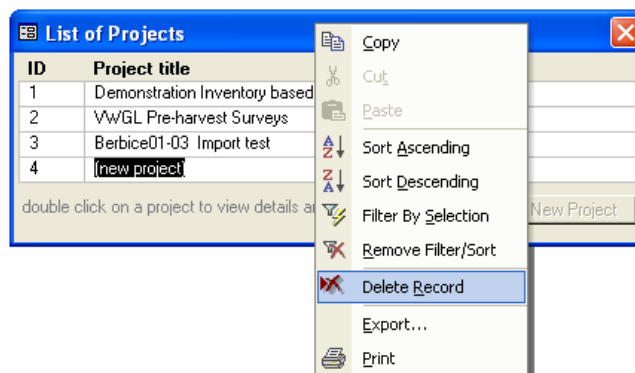 List of Projects
ID Project title
1 Demonstration Inventory based
2 VWGL Pre-harvest Surveys
3 Berbice01-03 Import test
4 (new project)
double click on a project to view details
New Project
Copy
Cut
Paste
Sort Ascending
Sort Descending
Filter By Selection
Remove Filter/Sort
Delete Record
Export...
Print